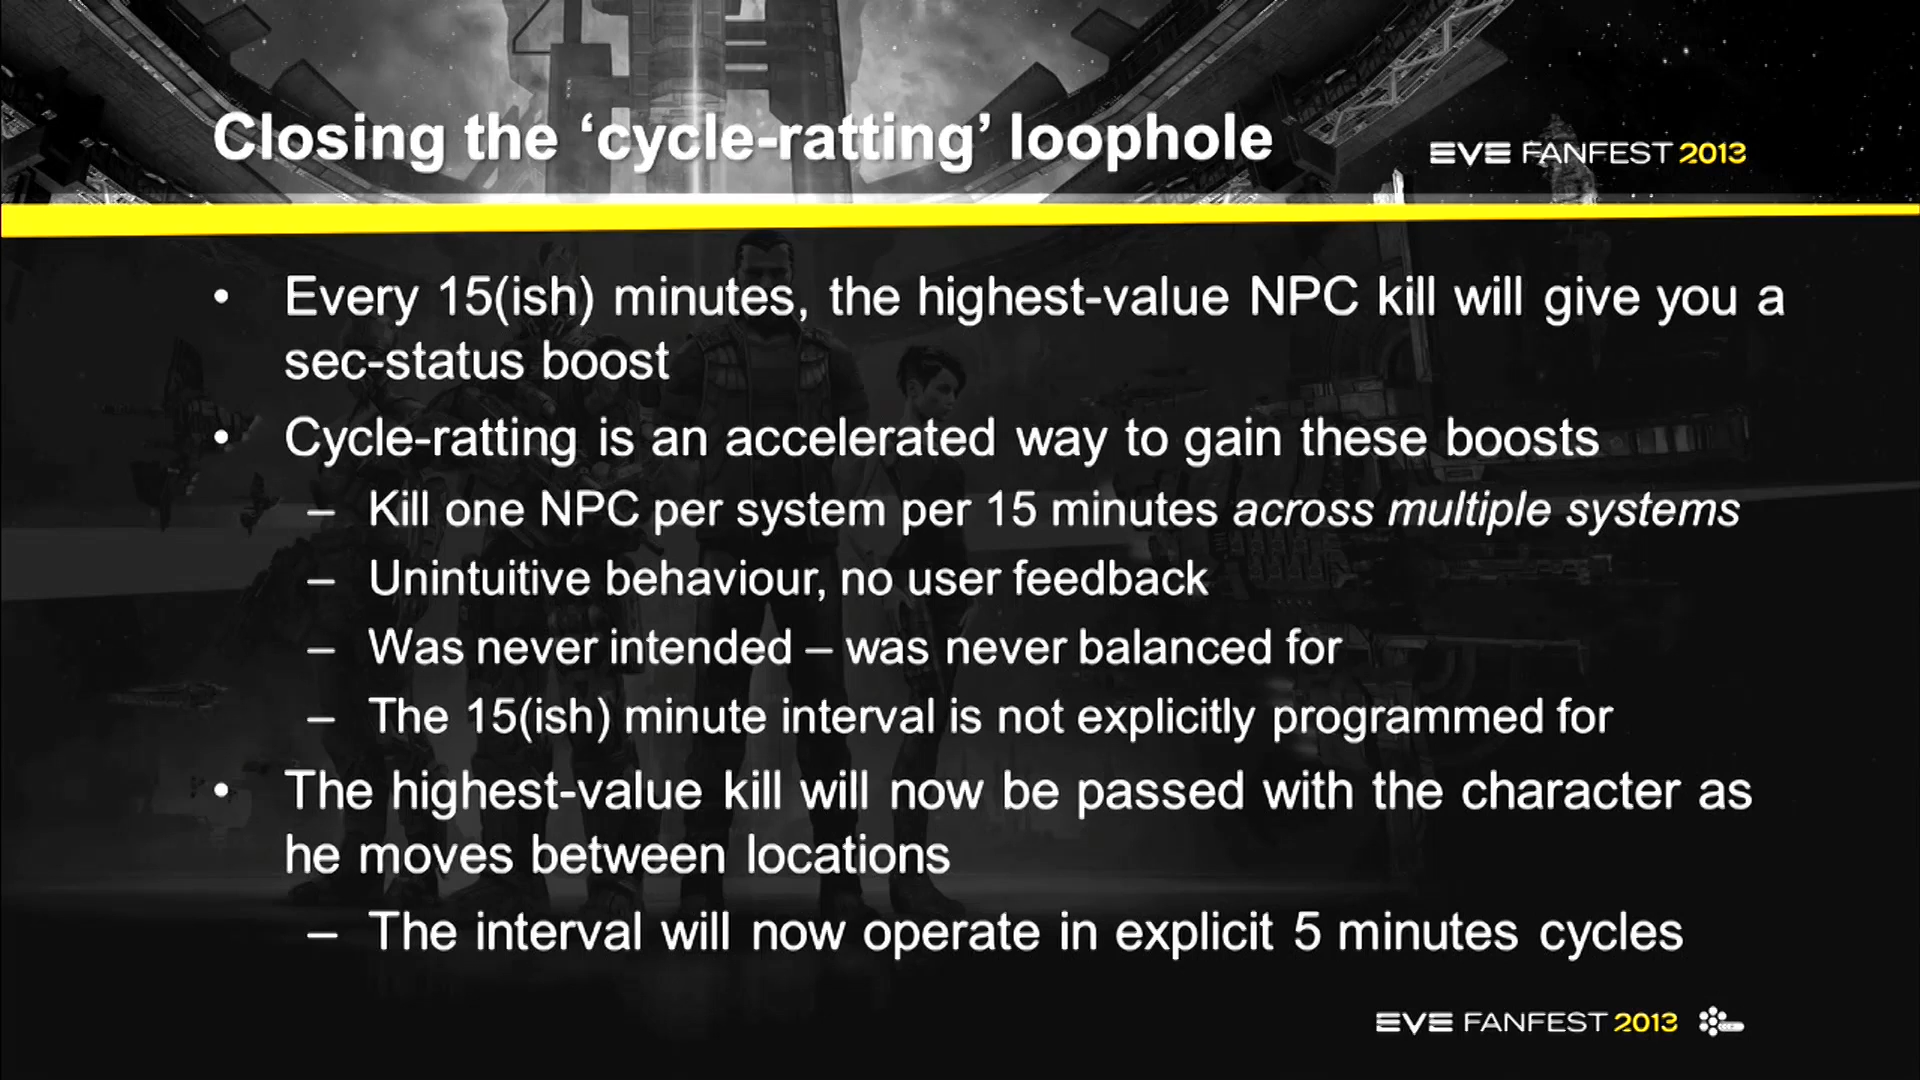 Closing the ‘cycle-ratting’ loophole
EVE FANFEST 2013
• Every 15(ish) minutes, the highest-value NPC kill will give you a
sec-status boost
• Cycle-ratting is an accelerated way to gain these boosts
– Kill one NPC per system per 15 minutes across multiple systems
– Unintuitive behaviour, no user feedback
– Was never intended – was never balanced for
– The 15(ish) minute interval is not explicitly programmed for
• The highest-value kill will now be passed with the character as
he moves between locations
– The interval will now operate in explicit 5 minutes cycles
EVE FANFEST 2013